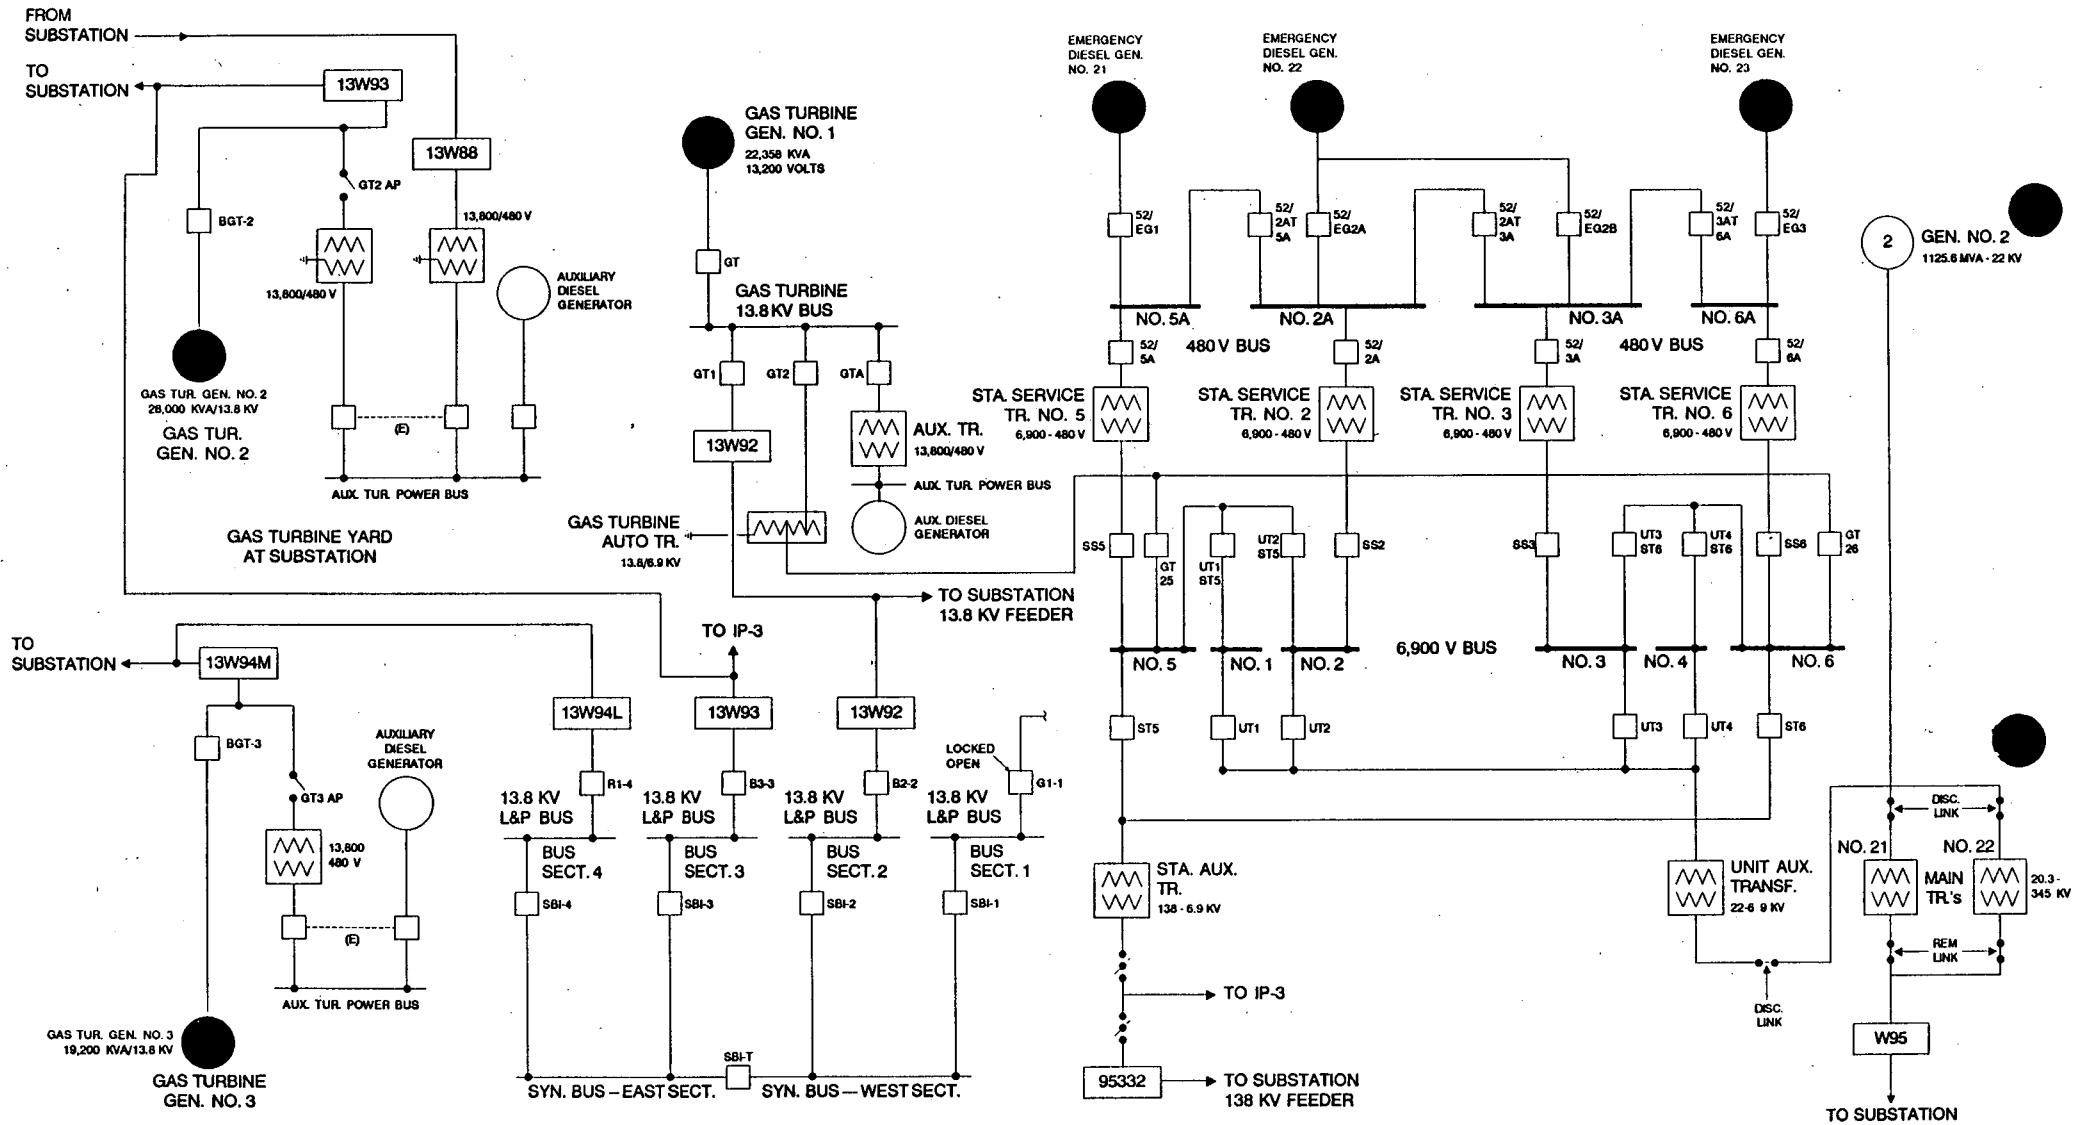 FROM
SUBSTATION
TO
SUBSTATION
13W93
13W88
GT2 AP
BGT-2
13,800/480 V
13,800/480 V
AUXILIARY
DIESEL
GENERATOR
GAS TUR. GEN. NO. 2
28,000 KVA/13.8 KV
GAS TUR.
GEN. NO. 2
(E)
AUX. TUR. POWER BUS
GAS TURBINE YARD
AT SUBSTATION
GAS TURBINE
GEN. NO. 1
22,358 KVA
13,200 VOLTS
GT
GAS TURBINE
13.8 KV BUS
GT1
GT2
GTA
13W92
AUX. TR.
13,800/480 V
AUX. TUR. POWER BUS
AUX. DIESEL
GENERATOR
GAS TURBINE
AUTO TR.
13.8/6.9 KV
TO SUBSTATION
13.8 KV FEEDER
EMERGENCY
DIESEL GEN.
NO. 21
EMERGENCY
DIESEL GEN.
NO. 22
EMERGENCY
DIESEL GEN.
NO. 23
52/
EG1
52/
2AT
5A
52/
EG2A
52/
2AT
3A
52/
EG2B
52/
3AT
6A
52/
EG3
2
GEN. NO. 2
1125.6 MVA - 22 KV
NO. 5A
NO. 2A
NO. 3A
NO. 6A
480 V BUS
480 V BUS
52/
5A
52/
2A
52/
3A
52/
6A
STA. SERVICE
TR. NO. 5
6,900 - 480 V
STA. SERVICE
TR. NO. 2
6,900 - 480 V
STA. SERVICE
TR. NO. 3
6,900 - 480 V
STA. SERVICE
TR. NO. 6
6,900 - 480 V
SS5
GT
25
UT1
ST5
UT2
ST5
SS2
SS3
UT3
ST6
UT4
ST6
SS6
GT
26
NO. 5
NO. 1
NO. 2
6,900 V BUS
NO. 3
NO. 4
NO. 6
ST5
UT1
UT2
UT3
UT4
ST6
TO
SUBSTATION
13W94M
BGT-3
GT3 AP
AUXILIARY
DIESEL
GENERATOR
13,800
480 V
(E)
AUX. TUR. POWER BUS
GAS TUR. GEN. NO. 3
19,200 KVA/13.8 KV
GAS TURBINE
GEN. NO. 3
TO IP-3
13W94L
13W93
13W92
LOCKED
OPEN
R1-4
B3-3
B2-2
G1-1
13.8 KV
L&P BUS
13.8 KV
L&P BUS
13.8 KV
L&P BUS
13.8 KV
L&P BUS
BUS
SECT. 4
BUS
SECT. 3
BUS
SECT. 2
BUS
SECT. 1
SBI-4
SBI-3
SBI-2
SBI-1
SBI-T
SYN. BUS – EAST SECT.
SYN. BUS — WEST SECT.
STA. AUX.
TR.
138 - 6.9 KV
TO IP-3
95332
TO SUBSTATION
138 KV FEEDER
UNIT AUX.
TRANSF.
22-6 9 KV
DISC.
LINK
DISC.
LINK
NO. 21
NO. 22
MAIN
TR.'s
20.3 -
345 KV
REM
LINK
W95
TO SUBSTATION